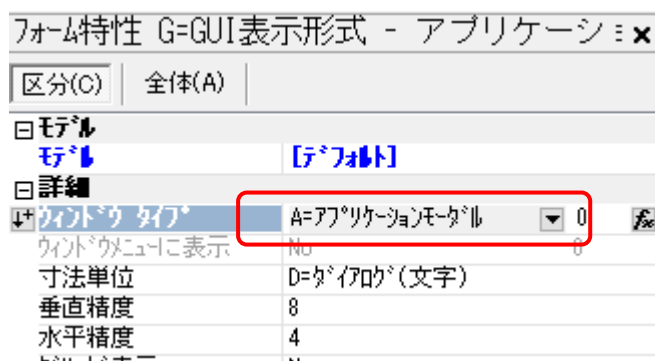 フォーム特性 G=GUI表示形式 - アプリケーシ
区分(C) 全体(A)
モデル
モデル [デフォルト]
詳細
ウィンドウ タイプ A=アプリケーションモーダル 0
ウィンドウメニューに表示 No 0
寸法単位 D=ダイアログ(文字)
垂直精度 8
水平精度 4